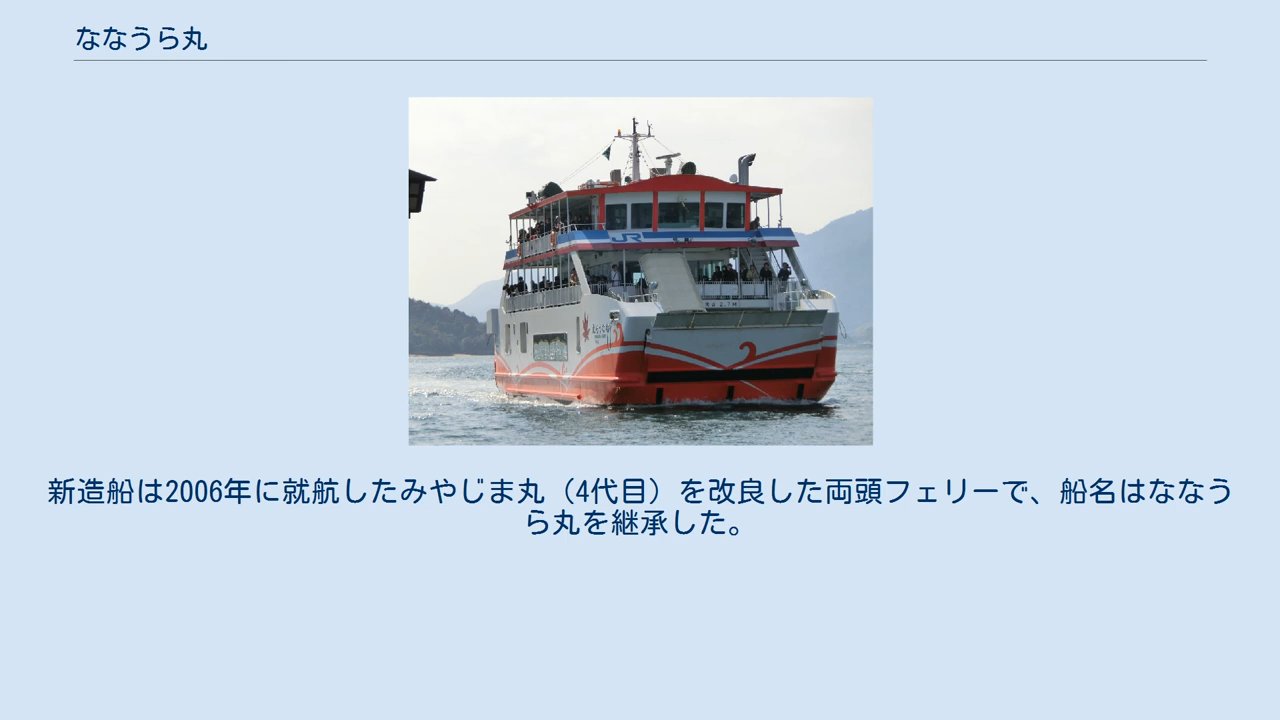 ななうら丸
JR
新造船は2006年に就航したみやじま丸（4代目）を改良した両頭フェリーで、船名はななう
ら丸を継承した。